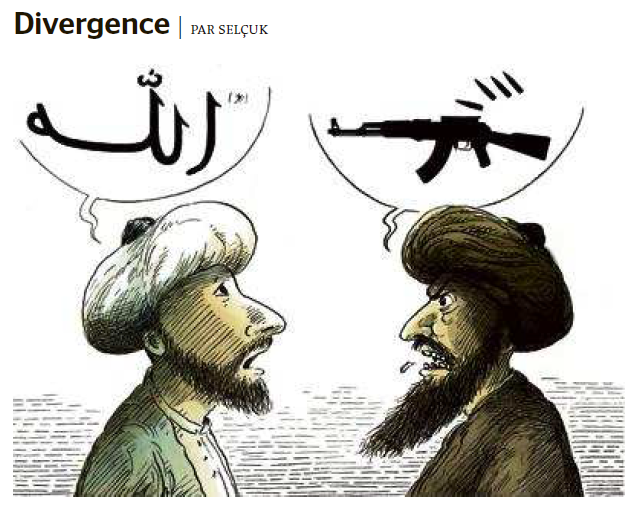 Divergence | PAR SELÇUK
الله